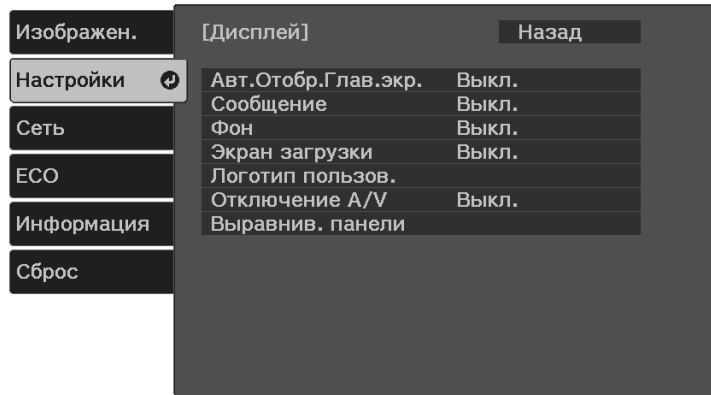 Изображен.
Настройки
Сеть
ECO
Информация
Сброс
[Дисплей] Назад
Авт.Отобр.Глав.экр. Выкл.
Сообщение Выкл.
Фон Выкл.
Экран загрузки Выкл.
Логотип пользов.
Отключение A/V Выкл.
Выравнив. панели